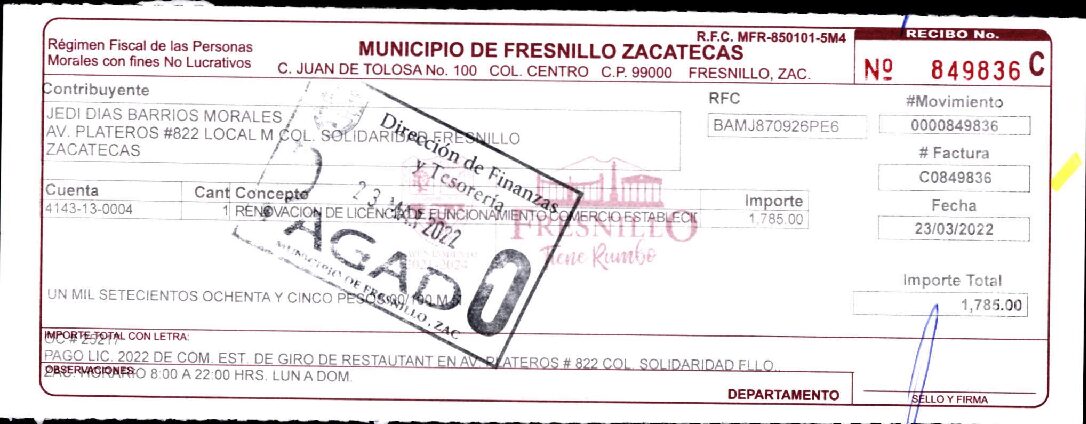 Régimen Fiscal de las Personas
Morales con fines No Lucrativos
MUNICIPIO DE FRESNILLO ZACATECAS
R.F.C. MFR-850101-5M4
C. JUAN DE TOLOSA No. 100 COL. CENTRO C.P. 99000 FRESNILLO, ZAC.
RECIBO No.
Nº 849836 C
Contribuyente
JEDI DIAS BARRIOS MORALES
AV. PLATEROS #822 LOCAL M COL. SOLIDARIDAD FRESNILLO
ZACATECAS
RFC
BAMJ870926PE6
#Movimiento
0000849836
# Factura
C0849836
Fecha
23/03/2022
Cuenta Cant Concepto Importe
4143-13-0004 1 RENOVACION DE LICENCIA DE FUNCIONAMIENTO COMERCIO ESTABLECI 1,785.00
Dirección de Finanzas
y Tesorería
23 MAR 2022
PAGADO
MUNICIPIO DE FRESNILLO, ZAC.
1
FRESNILLO
Tiene Rumbo
Importe Total
1,785.00
UN MIL SETECIENTOS OCHENTA Y CINCO PESOS 00/100 M.N
IMPORTE TOTAL CON LETRA:
PAGO LIC. 2022 DE COM. EST. DE GIRO DE RESTAUTANT EN AV. PLATEROS # 822 COL. SOLIDARIDAD FLLO.
OBSERVACIONES:
ZAC. HORARIO 8:00 A 22:00 HRS. LUN A DOM.
DEPARTAMENTO
SELLO Y FIRMA